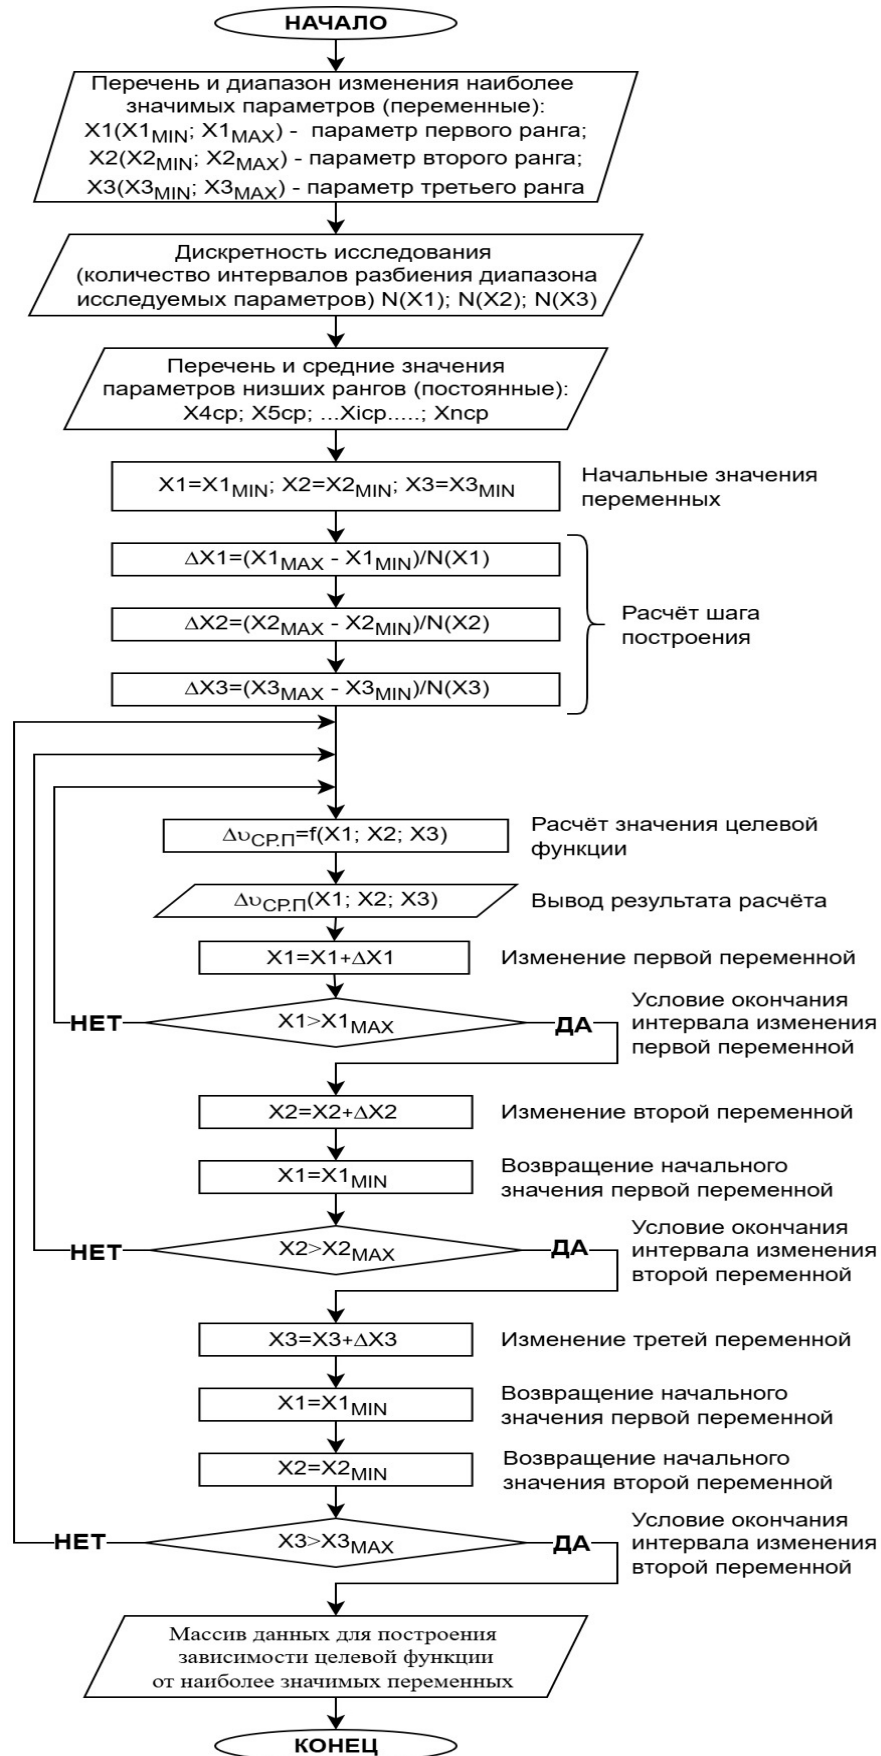 НАЧАЛО
Перечень и диапазон изменения наиболее
значимых параметров (переменные):
X1(X1MIN; X1MAX) - параметр первого ранга;
X2(X2MIN; X2MAX) - параметр второго ранга;
X3(X3MIN; X3MAX) - параметр третьего ранга
Дискретность исследования
(количество интервалов разбиения диапазона
исследуемых параметров) N(X1); N(X2); N(X3)
Перечень и средние значения
параметров низших рангов (постоянные):
X4ср; X5ср; ...Xiср.....; Xnср
X1=X1MIN; X2=X2MIN; X3=X3MIN
Начальные значения
переменных
ΔX1=(X1MAX - X1MIN)/N(X1)
ΔX2=(X2MAX - X2MIN)/N(X2)
ΔX3=(X3MAX - X3MIN)/N(X3)
Расчёт шага
построения
ΔυСР.П=f(X1; X2; X3)
Расчёт значения целевой
функции
Δυср.п(X1; X2; X3)
Вывод результата расчёта
X1=X1+ΔX1
Изменение первой переменной
НЕТ
X1>X1MAX
ДА
Условие окончания
интервала изменения
первой переменной
X2=X2+ΔX2
Изменение второй переменной
X1=X1MIN
Возвращение начального
значения первой переменной
НЕТ
X2>X2MAX
ДА
Условие окончания
интервала изменения
второй переменной
X3=X3+ΔX3
Изменение третей переменной
X1=X1MIN
Возвращение начального
значения первой переменной
X2=X2MIN
Возвращение начального
значения второй переменной
НЕТ
X3>X3MAX
ДА
Условие окончания
интервала изменения
второй переменной
Массив данных для построения
зависимости целевой функции
от наиболее значимых переменных
КОНЕЦ